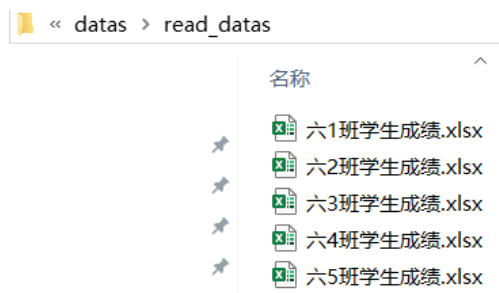 « datas > read_datas
名称
六1班学生成绩.xlsx
六2班学生成绩.xlsx
六3班学生成绩.xlsx
六4班学生成绩.xlsx
六5班学生成绩.xlsx